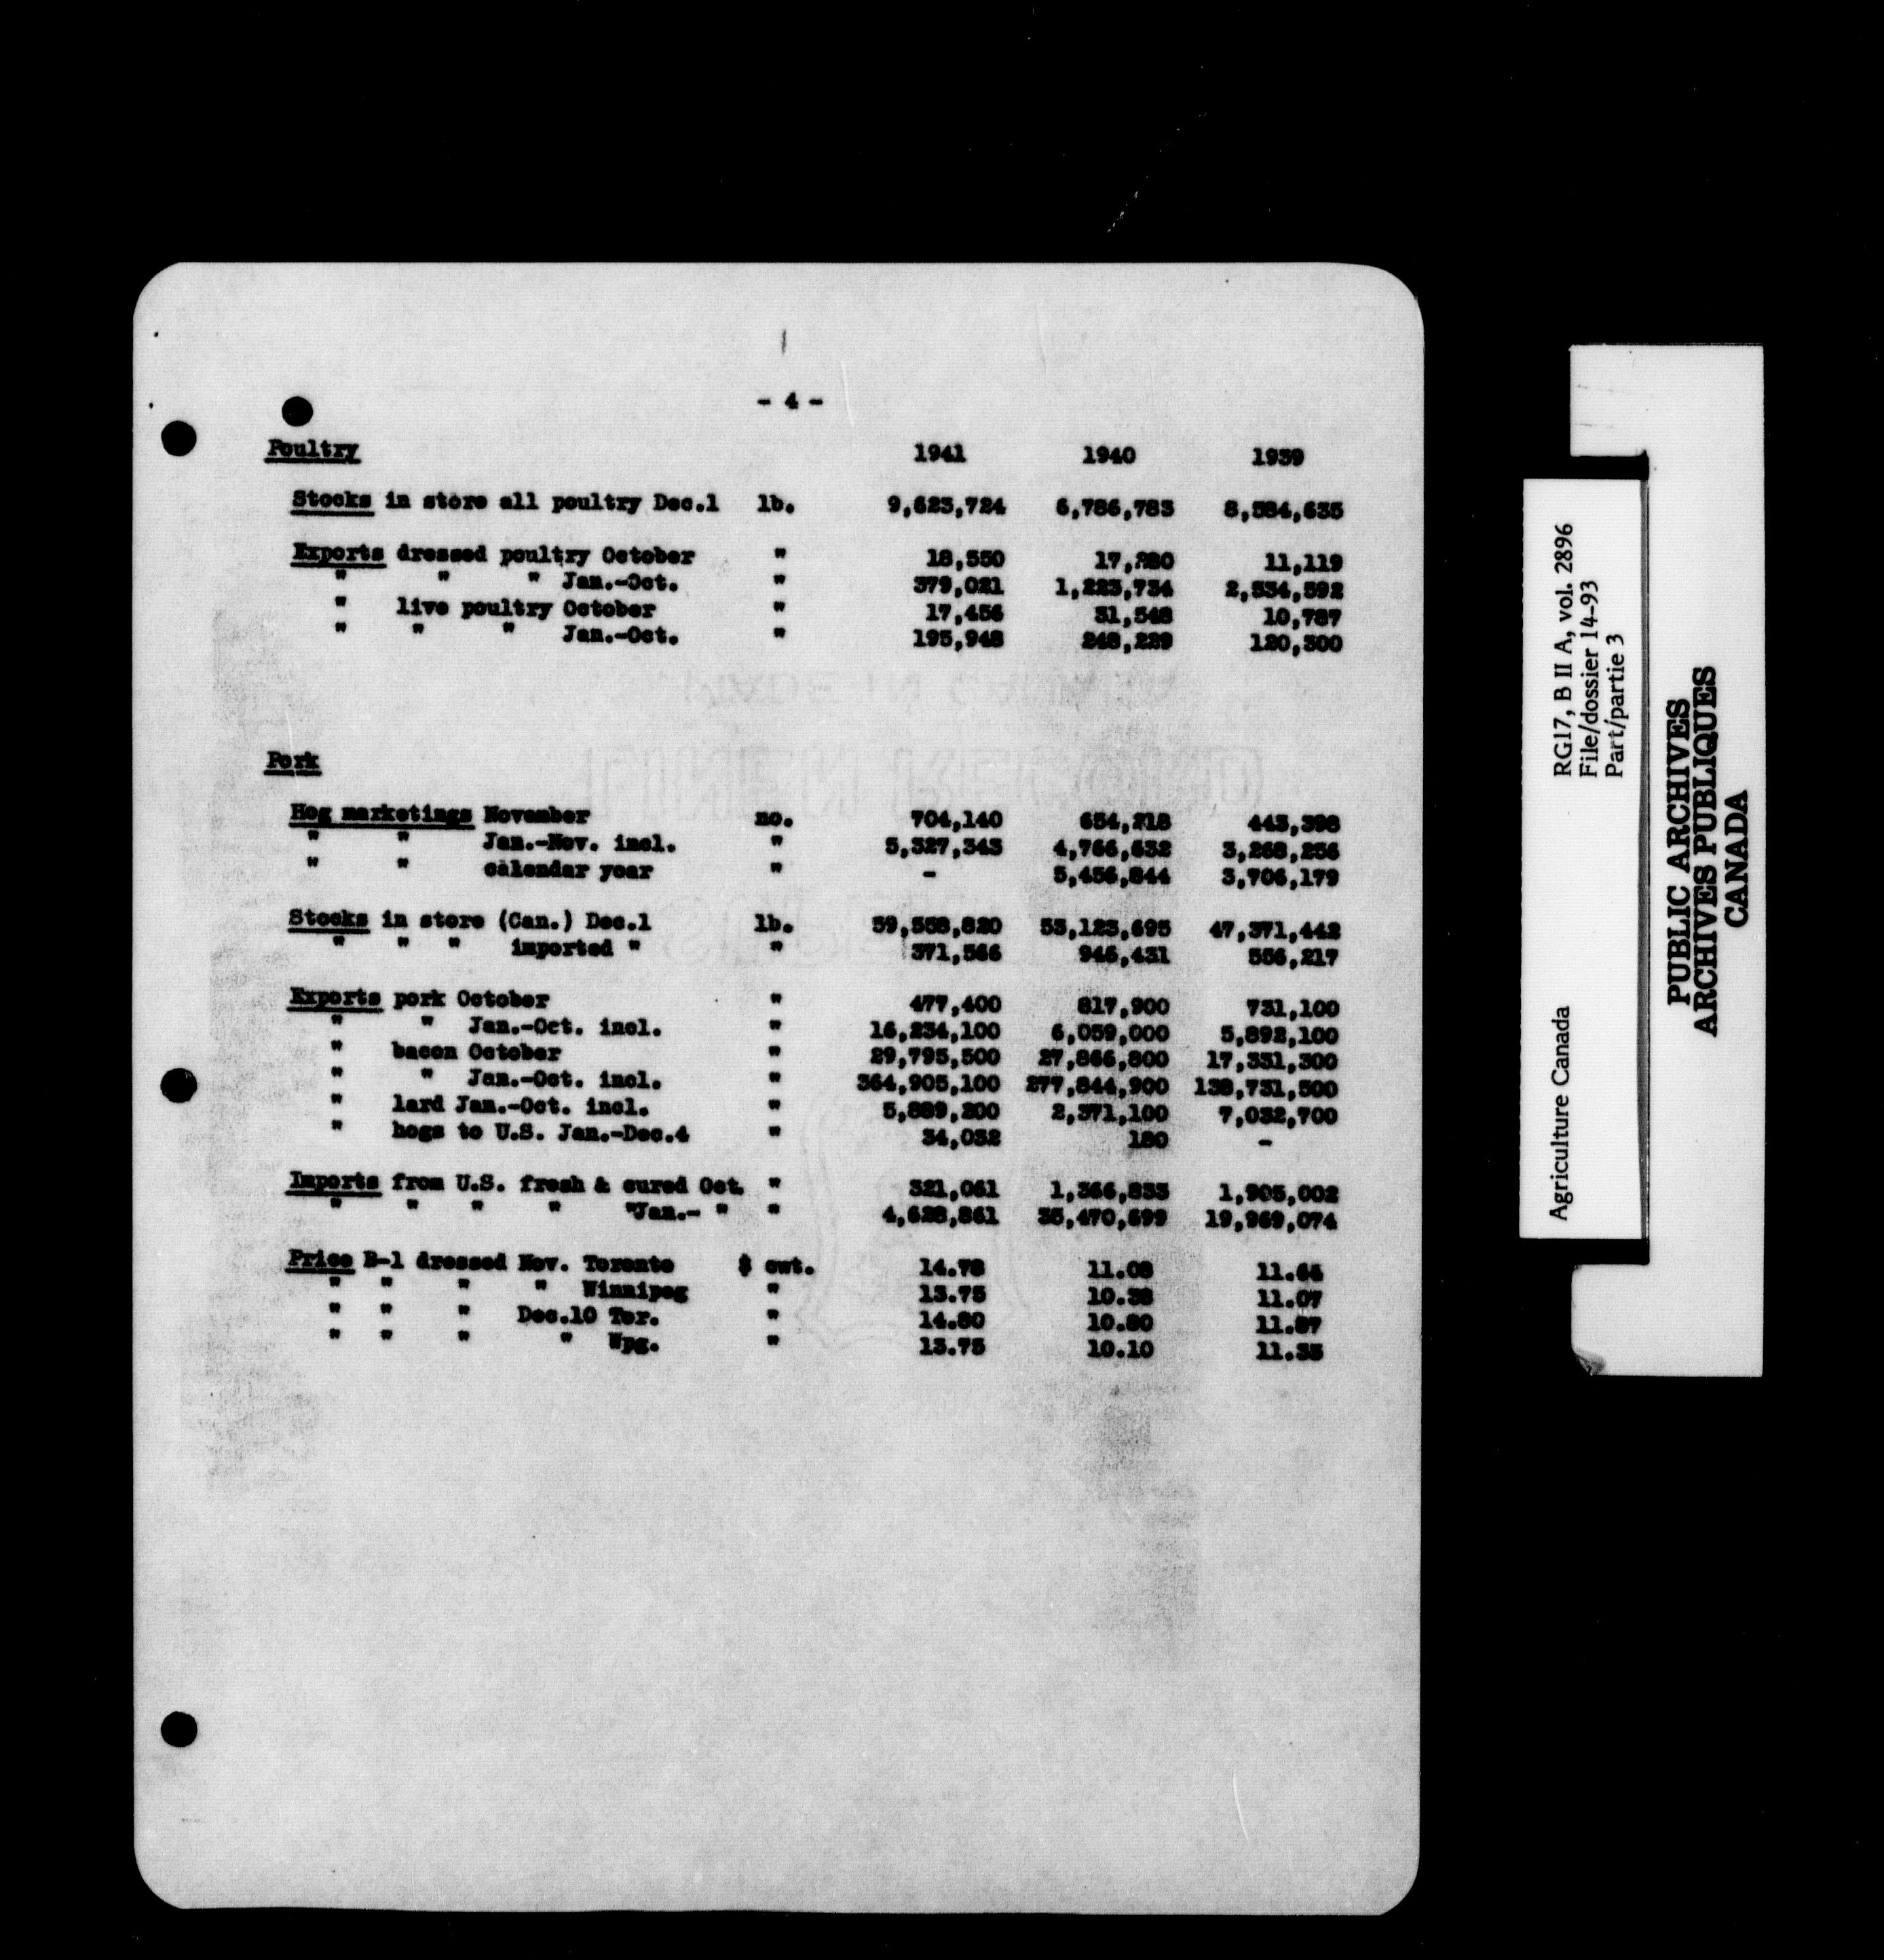 - 4 -
Poultry 1941 1940 1939
Stocks in store all poultry Dec.1 lb. 9,623,724 6,786,783 8,584,635
Exports dressed poultry October " 18,550 17,280 11,119
" " " Jan.-Oct. " 379,021 1,223,734 2,534,592
" live poultry October " 17,456 31,548 10,787
" " " Jan.-Oct. " 195,948 248,229 120,300
MADE IN CANADA
Pork
Hog marketings November no. 704,140 654,218 443,398
" " Jan.-Nov. incl. " 5,327,343 4,766,632 3,268,256
" " calendar year " - 5,456,844 3,706,179
Stocks in store (Can.) Dec.1 lb. 59,558,820 53,123,695 47,371,442
" " " imported " " 371,566 946,431 556,217
Exports pork October " 477,400 817,900 731,100
" " Jan.-Oct. incl. " 16,234,100 6,059,000 5,892,100
" bacon October " 29,795,500 27,866,800 17,331,300
" " Jan.-Oct. incl. " 364,905,100 277,844,900 138,731,500
" lard Jan.-Oct. incl. " 5,889,200 2,371,100 7,032,700
" hogs to U.S. Jan.-Dec.4 " 34,032 180 -
Imports from U.S. fresh & cured Oct. " 321,061 1,366,833 1,905,002
" " " " "Jan.- " " 4,628,861 35,470,699 19,969,074
Price B-1 dressed Nov. Toronto $ cwt. 14.78 11.08 11.64
" " " " Winnipeg " 13.75 10.38 11.07
" " " Dec.10 Tor. " 14.80 10.80 11.87
" " " " Wpg. " 13.75 10.10 11.35
Agriculture Canada RG17, B II A, vol. 2896
File/dossier 14-93
Part/partie 3
PUBLIC ARCHIVES
ARCHIVES PUBLIQUES
CANADA